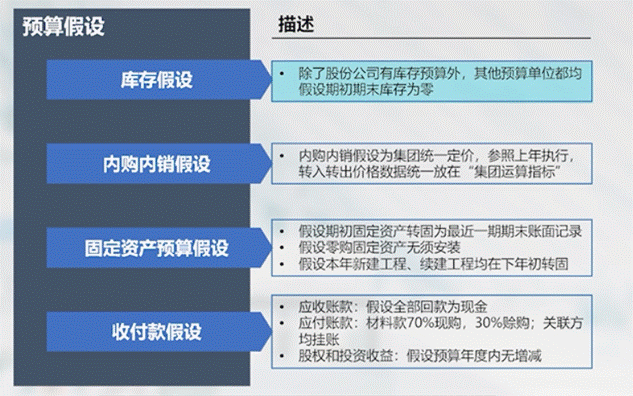 预算假设
描述
库存假设
• 除了股份公司有库存预算外，其他预算单位都均
假设期初期末库存为零
内购内销假设
• 内购内销假设为集团统一定价，参照上年执行，
转入转出价格数据统一放在“集团运算指标”
固定资产预算假设
• 假设期初固定资产转固为最近一期期末账面记录
• 假设零购固定资产无须安装
• 假设本年新建工程、续建工程均在下年初转固
收付款假设
• 应收账款：假设全部回款为现金
• 应付账款：材料款70%现购，30%赊购；关联方
均挂账
• 股权和投资收益：假设预算年度内无增减